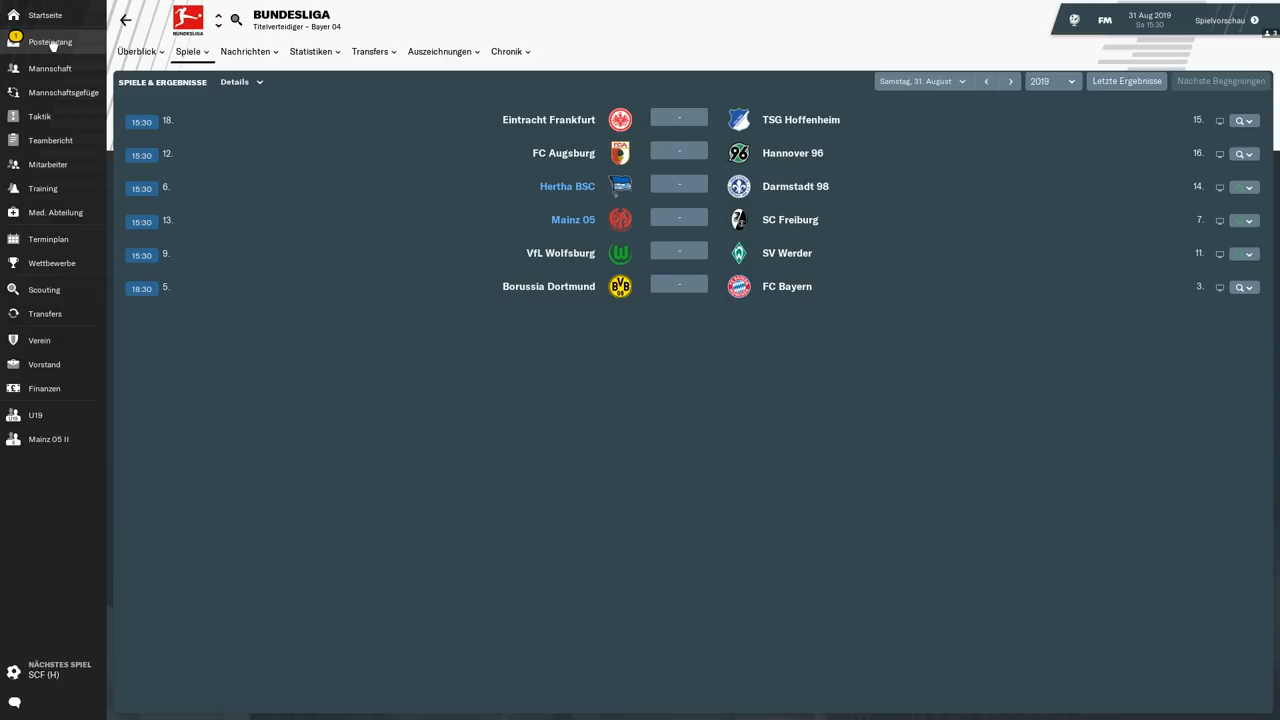 Startseite
1
Posteingang
Mannschaft
Mannschaftsgefüge
Taktik
Teambericht
Mitarbeiter
Training
Med. Abteilung
Terminplan
Wettbewerbe
Scouting
Transfers
Verein
Vorstand
Finanzen
U19
Mainz 05 II
NÄCHSTES SPIEL
SCF (H)
BUNDESLIGA
BUNDESLIGA
Titelverteidiger – Bayer 04
FM
31 Aug 2019
Sa 15.30
Spielvorschau
3
Überblick
Spiele
Nachrichten
Statistiken
Transfers
Auszeichnungen
Chronik
SPIELE & ERGEBNISSE
Details
Samstag, 31. August
2019
Letzte Ergebnisse
Nächste Begegnungen
15:30 18. Eintracht Frankfurt - TSG Hoffenheim 15.
15:30 12. FC Augsburg - Hannover 96 16.
15:30 6. Hertha BSC - Darmstadt 98 14.
15:30 13. Mainz 05 - SC Freiburg 7.
15:30 9. VfL Wolfsburg - SV Werder 11.
18:30 5. Borussia Dortmund - FC Bayern 3.